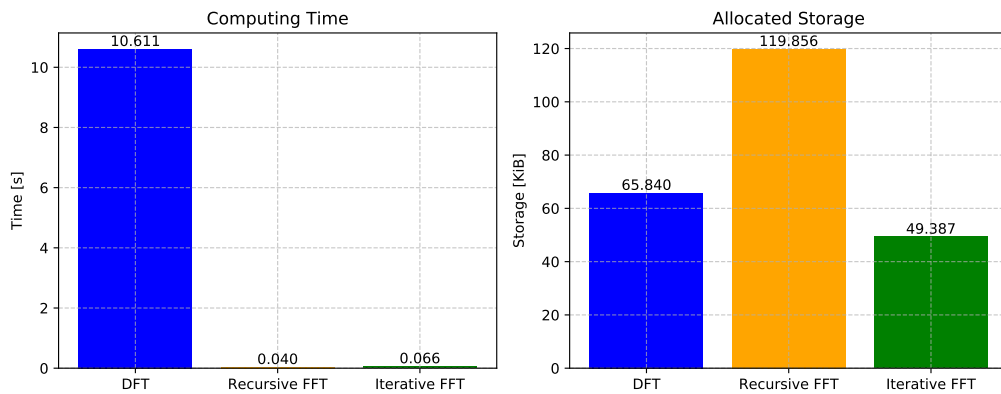 Computing Time
Time [s]
10
8
6
4
2
0
10.611
0.040
0.066
DFT
Recursive FFT
Iterative FFT
Allocated Storage
Storage [KiB]
120
100
80
60
40
20
0
65.840
119.856
49.387
DFT
Recursive FFT
Iterative FFT